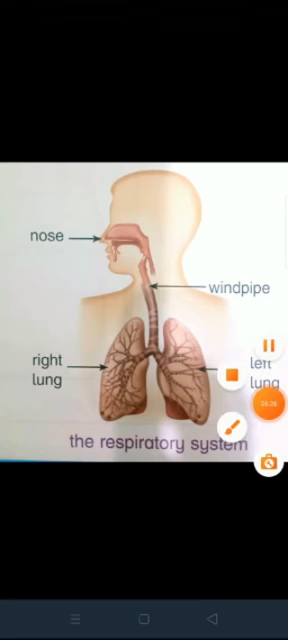 nose
windpipe
right
lung
left
lung
the respiratory system